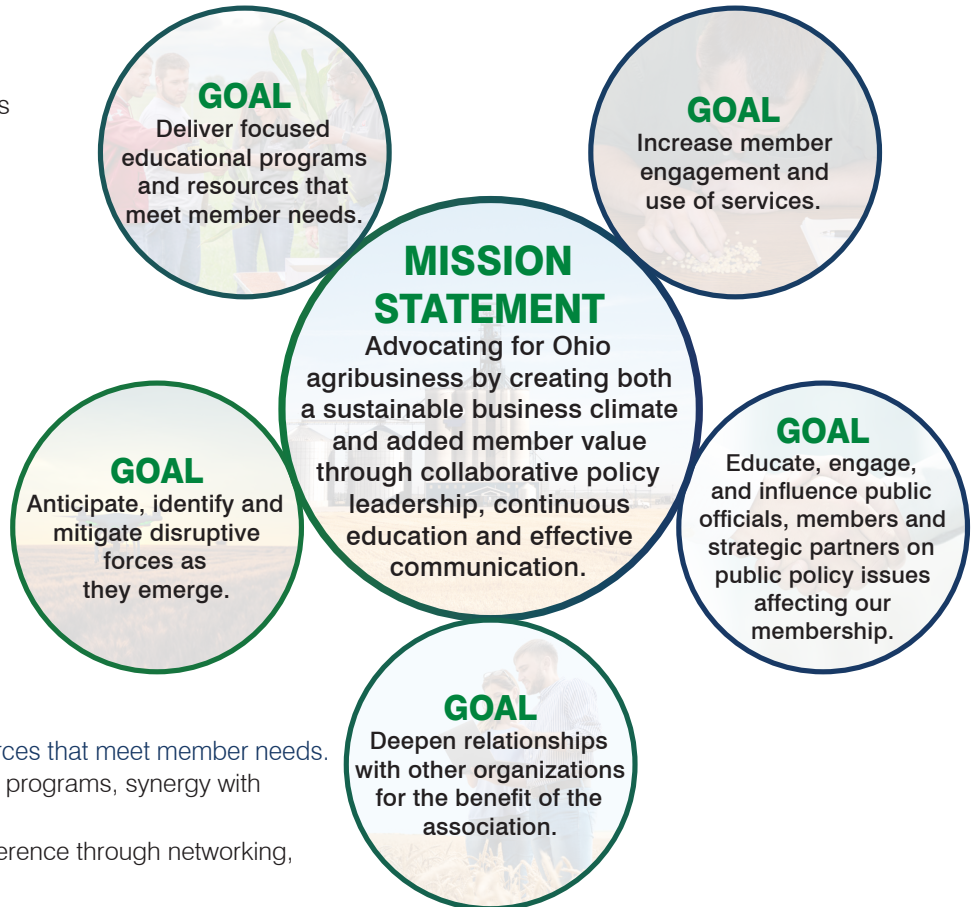 s
GOAL
Deliver focused
educational programs
and resources that
meet member needs.
GOAL
Increase member
engagement and
use of services.
MISSION
STATEMENT
Advocating for Ohio
agribusiness by creating both
a sustainable business climate
and added member value
through collaborative policy
leadership, continuous
education and effective
communication.
GOAL
Anticipate, identify and
mitigate disruptive
forces as
they emerge.
GOAL
Educate, engage,
and influence public
officials, members and
strategic partners on
public policy issues
affecting our
membership.
GOAL
Deepen relationships
with other organizations
for the benefit of the
association.
rces that meet member needs.
programs, synergy with
erence through networking,